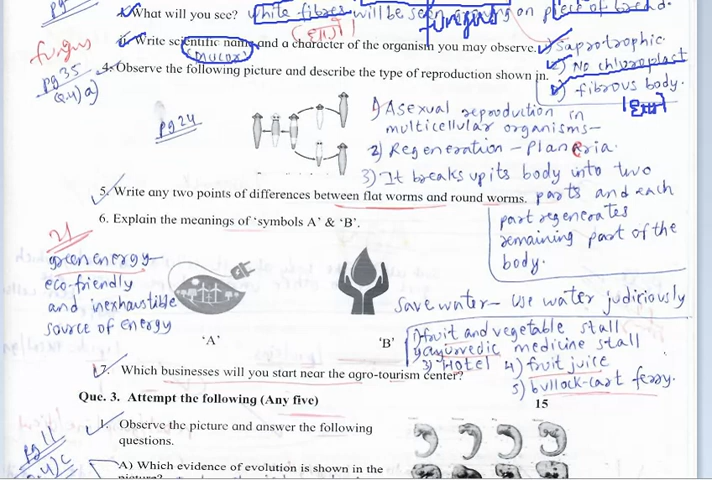 What will you see? white fibres will be seen on piece of bread.
fungus
Write scientific name and a character of the organism you may observe. Saprotrophic
(mucor)
No chloroplast
fibrous body.
fungus
pg 35
Q.4) a)
4. Observe the following picture and describe the type of reproduction shown in.
pg 24
1) Asexual reproduction in
multicellular organisms—
2) Regeneration – Planaria.
3) It breaks up its body into two
parts and each
part regenerates
remaining part of the
body.
5. Write any two points of differences between flat worms and round worms.
6. Explain the meanings of 'symbols A' & 'B'.
21
green energy–
eco-friendly
and inexhaustible
source of energy
Save water – Use water judiciously
'A'
'B'
1) fruit and vegetable stall
2) ayurvedic medicine stall
3) Hotel 4) fruit juice
5) bullock-cart ferry.
7. Which businesses will you start near the agro-tourism center?
Que. 3. Attempt the following (Any five)
15
pg 11
1. Observe the picture and answer the following
questions.
A) Which evidence of evolution is shown in the
picture?